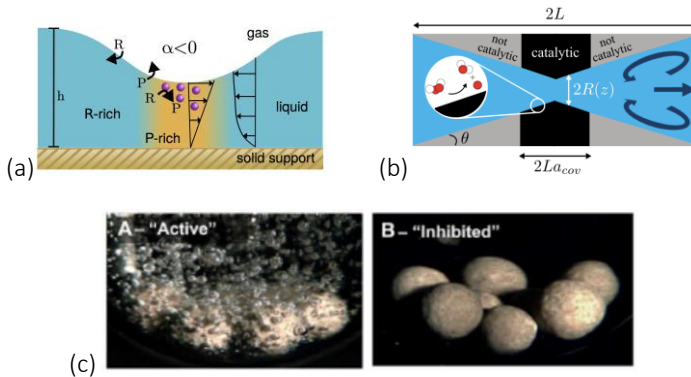 (a)
R
α<0
gas
P
R
P
h
R-rich
P-rich
liquid
solid support
(b)
2L
not
catalytic
catalytic
not
catalytic
+
2R(z)
θ
2La_cov
(c)
A – "Active"
B – "Inhibited"